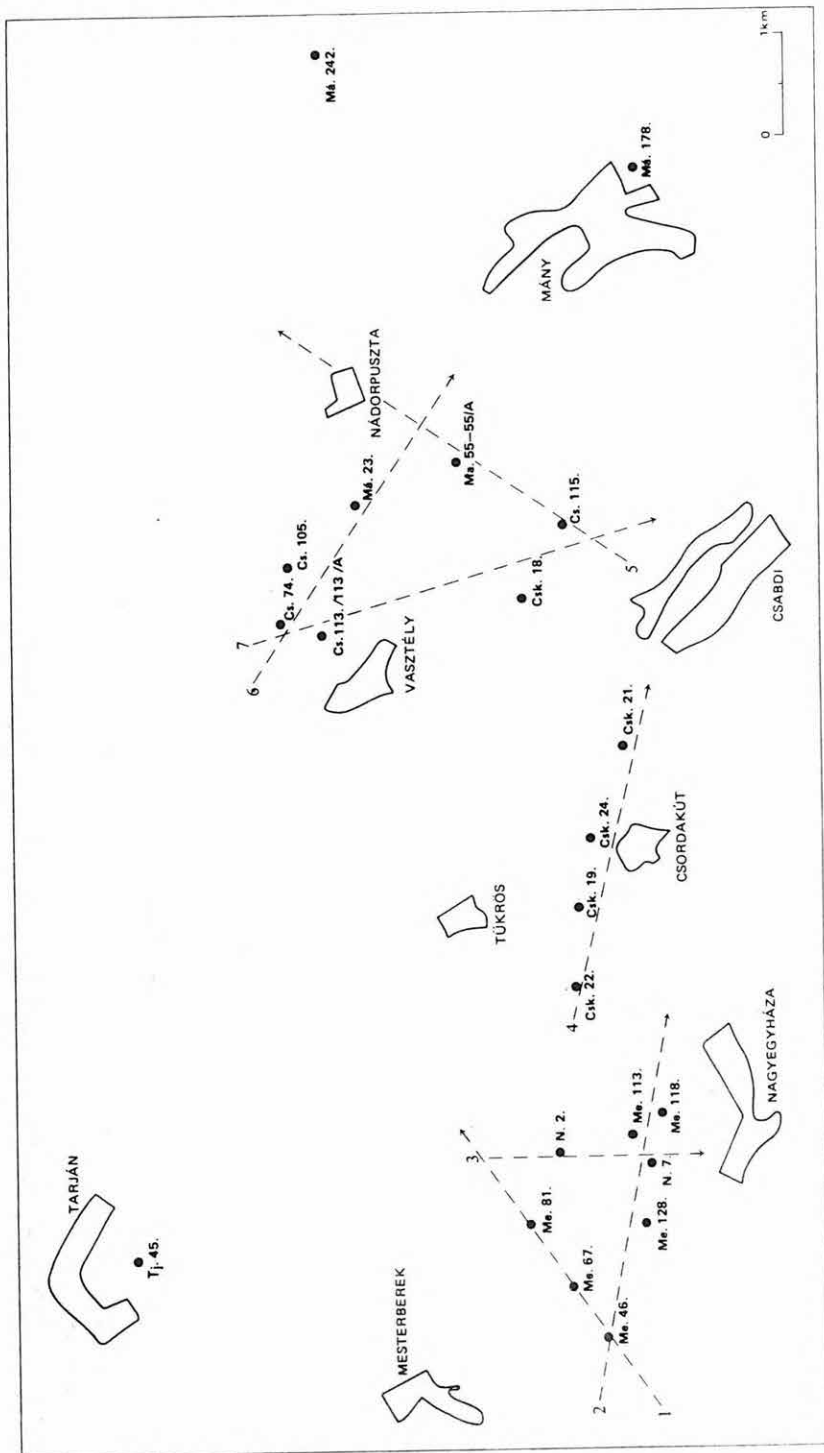 TARJÁN
Tj. 45.
MESTERBEREK
3
Me. 81.
N. 2.
Me. 67.
Me. 46.
Me. 113.
Me. 128.
N. 7.
Me. 118.
2
1
NAGYEGYHÁZA
TÜKRÖS
4
Csk. 22.
Csk. 19.
Csk. 24.
Csk. 21.
CSORDAKÚT
7
6
Cs. 74.
Cs. 105.
Cs. 113./113/A
VASZTÉLY
Má. 23.
NÁDORPUSZTA
Ma. 55–55/A
Csk. 18.
Cs. 115.
5
CSABDI
MÁNY
Má. 178.
Má. 242.
0 1km